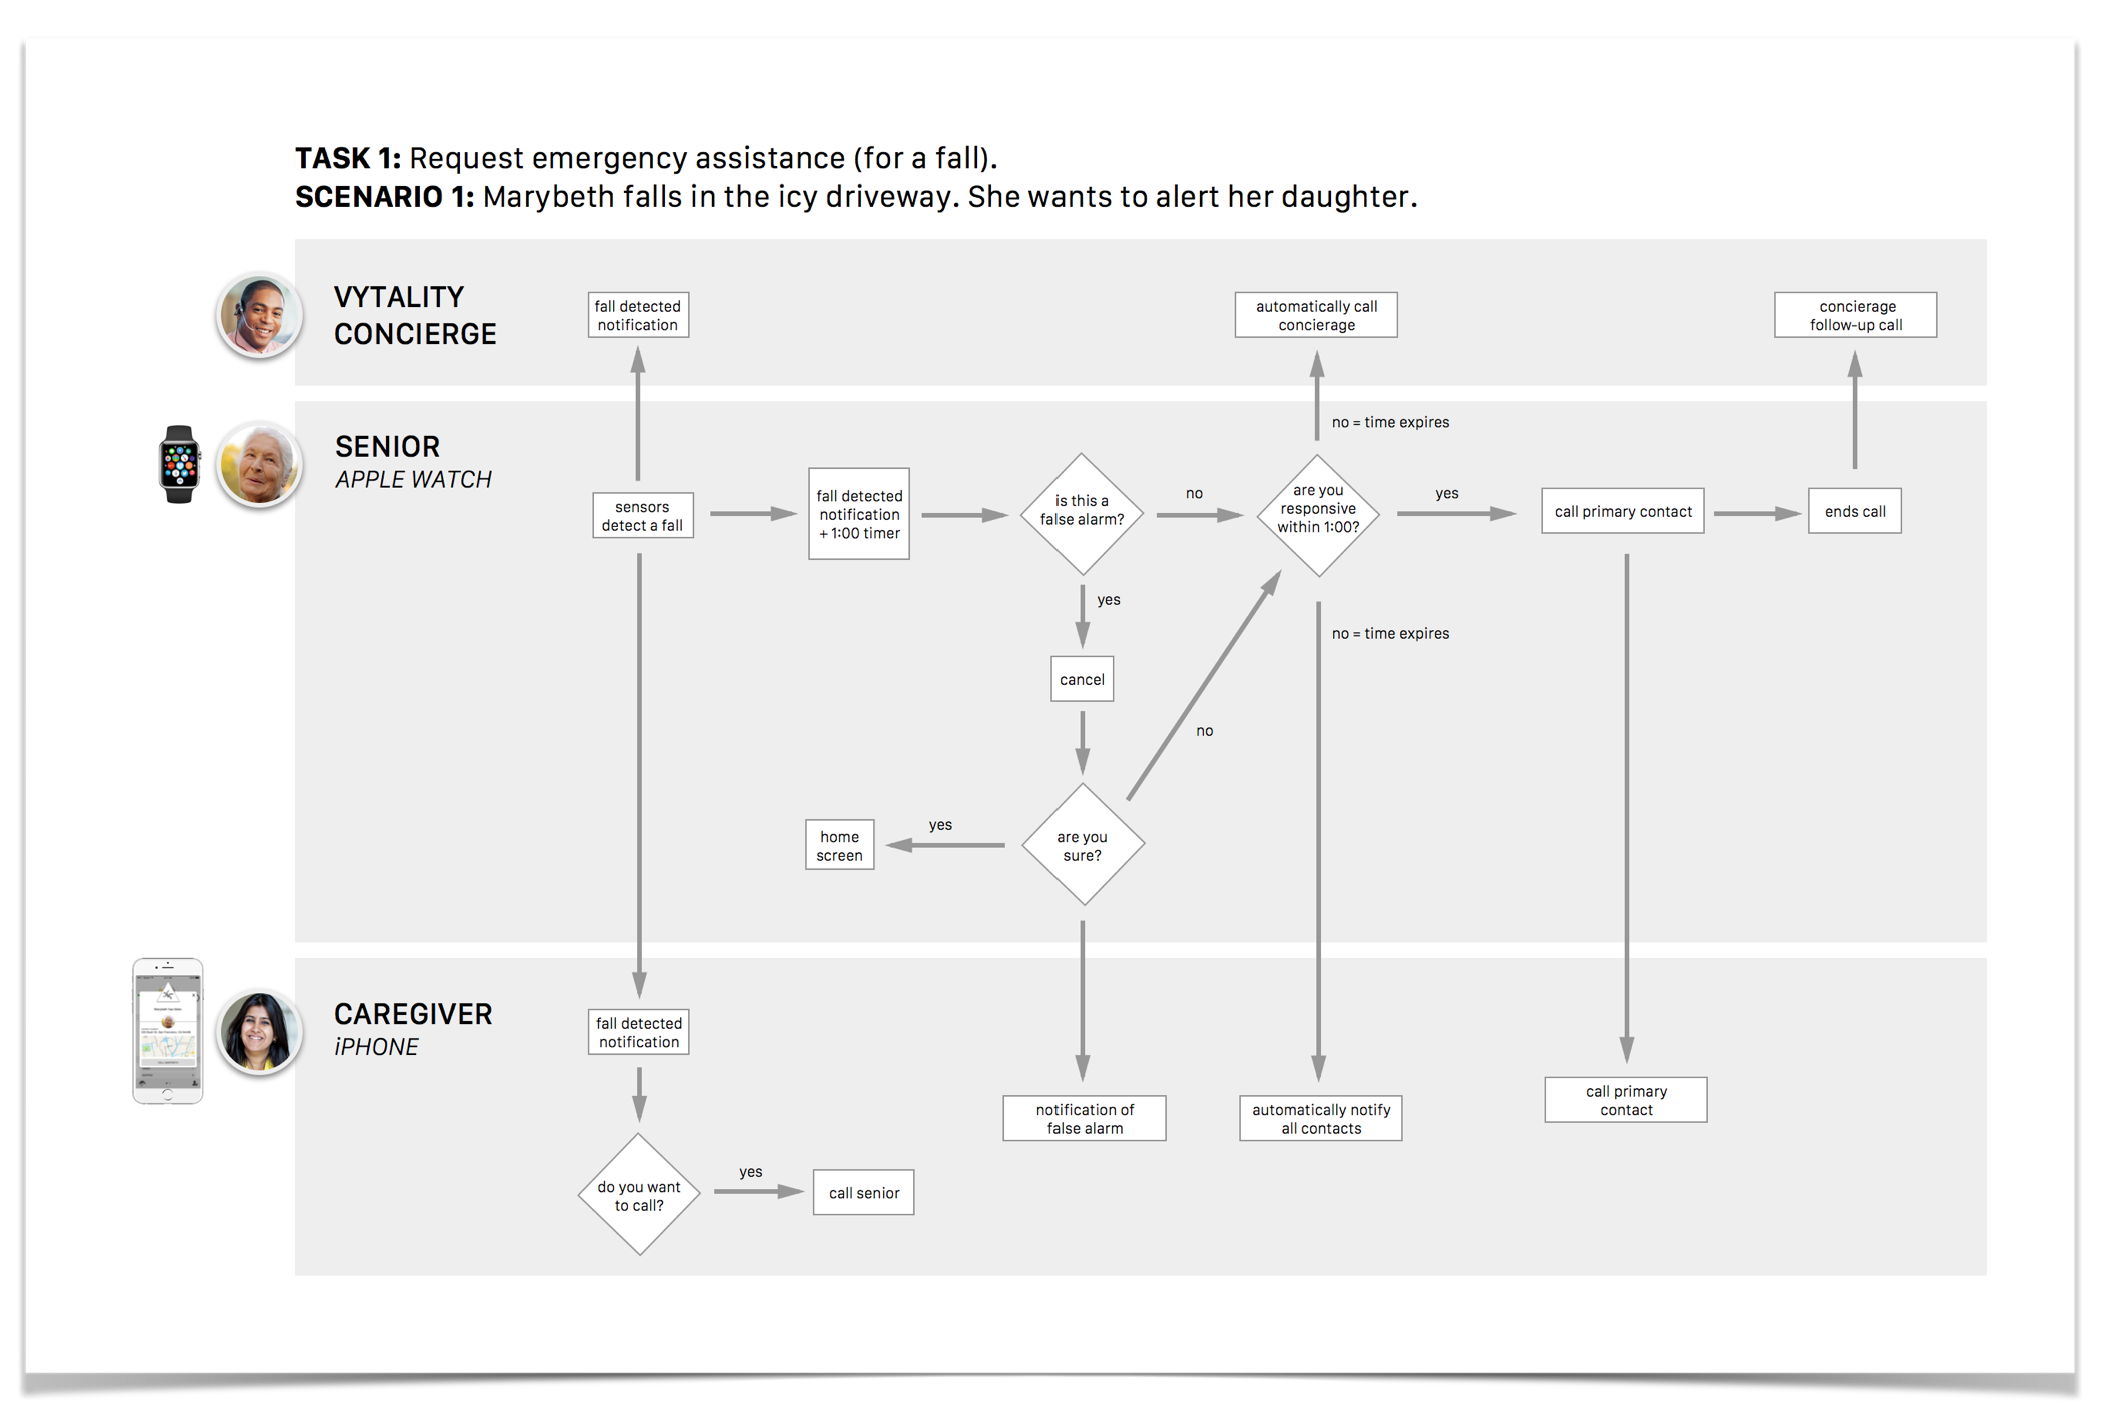 TASK 1: Request emergency assistance (for a fall).
SCENARIO 1: Marybeth falls in the icy driveway. She wants to alert her daughter.
VYTALITY
CONCIERGE
fall detected
notification
automatically call
concierage
concierage
follow-up call
no = time expires
SENIOR
APPLE WATCH
sensors
detect a fall
fall detected
notification
+ 1:00 timer
is this a
false alarm?
no
are you
responsive
within 1:00?
yes
call primary contact
ends call
yes
no = time expires
cancel
no
home
screen
yes
are you
sure?
CAREGIVER
iPHONE
fall detected
notification
notification of
false alarm
automatically notify
all contacts
call primary
contact
do you want
to call?
yes
call senior